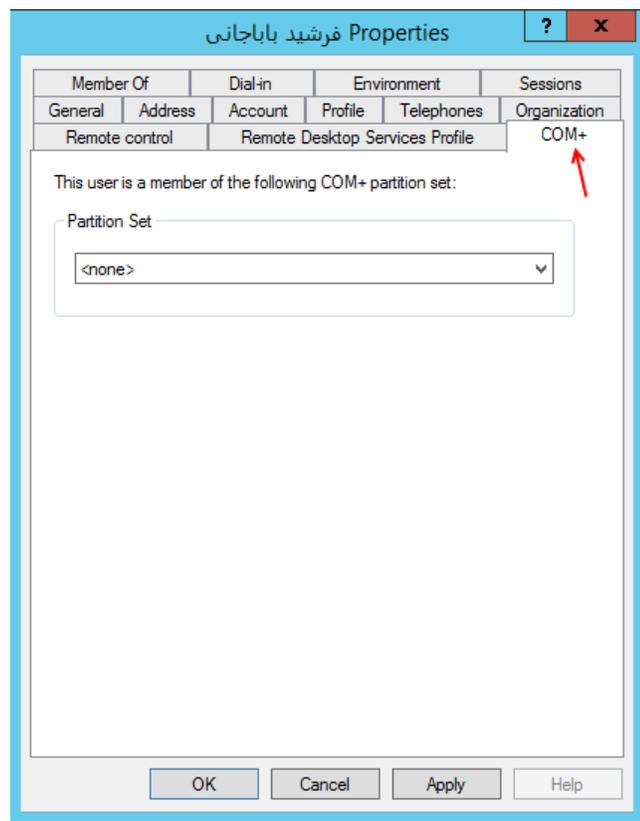 فرشید باباجانی Properties
?
x
Member Of
Dial-in
Environment
Sessions
General
Address
Account
Profile
Telephones
Organization
Remote control
Remote Desktop Services Profile
COM+
This user is a member of the following COM+ partition set:
Partition Set
<none>
OK
Cancel
Apply
Help